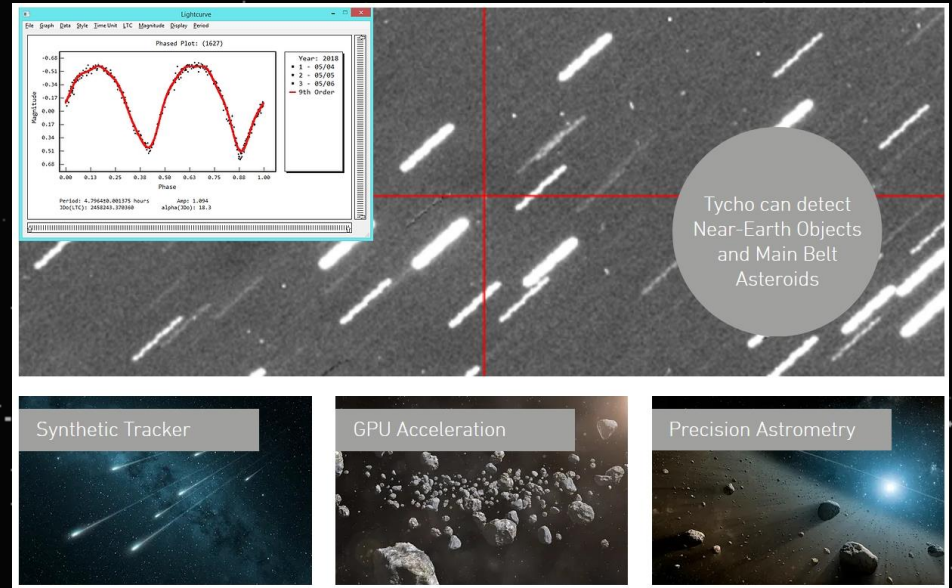 Lightcurve
File Graph Data Style Time Unit LTC Magnitude Display Period
Phased Plot: (1627)
Magnitude
-0.68
-0.51
-0.34
-0.17
0.00
0.17
0.34
0.51
0.68
0.00 0.13 0.25 0.38 0.50 0.63 0.75 0.88 1.00
Phase
Year: 2018
1 - 05/04
2 - 05/05
3 - 05/06
9th Order
Period: 4.7964±0.001375 hours Amp: 1.094
JDo(LTC): 2458243.370360 alpha(JDo): 18.3
Tycho can detect
Near-Earth Objects
and Main Belt
Asteroids
Synthetic Tracker
GPU Acceleration
Precision Astrometry